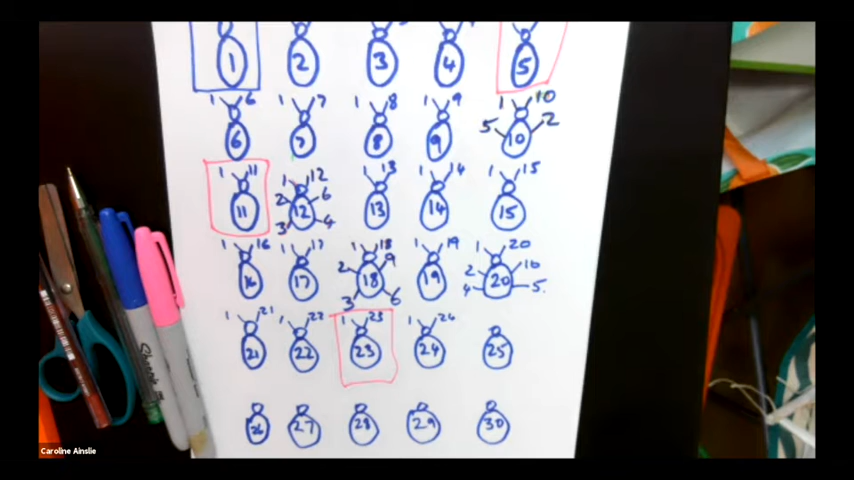 1 2 3 4 5
1 6 1 7 1 8 1 9 1 10
6 7 8 9 5 10 2
1 11 1 12 1 13 1 14 1 15
11 2 12 6 3 4 13 14 15
1 16 1 17 1 18 1 19 1 20
16 17 2 18 9 3 6 19 2 20 10 4 5
1 21 1 22 1 23 1 24
21 22 23 24 25
26 27 28 29 30
Sharpie
Caroline Ainslie